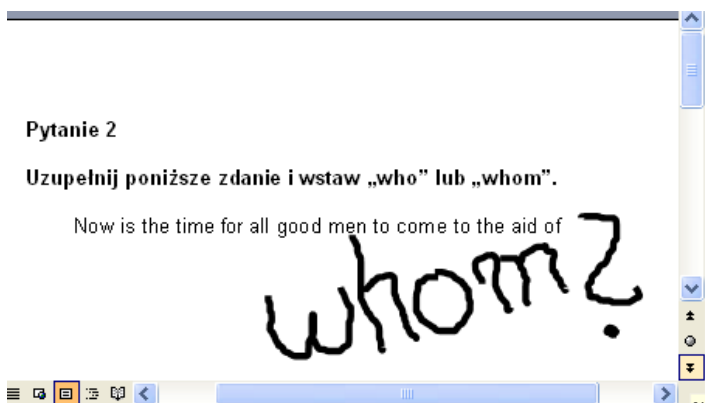 Pytanie 2
Uzupełnij poniższe zdanie i wstaw „who” lub „whom”.
Now is the time for all good men to come to the aid of
whom?